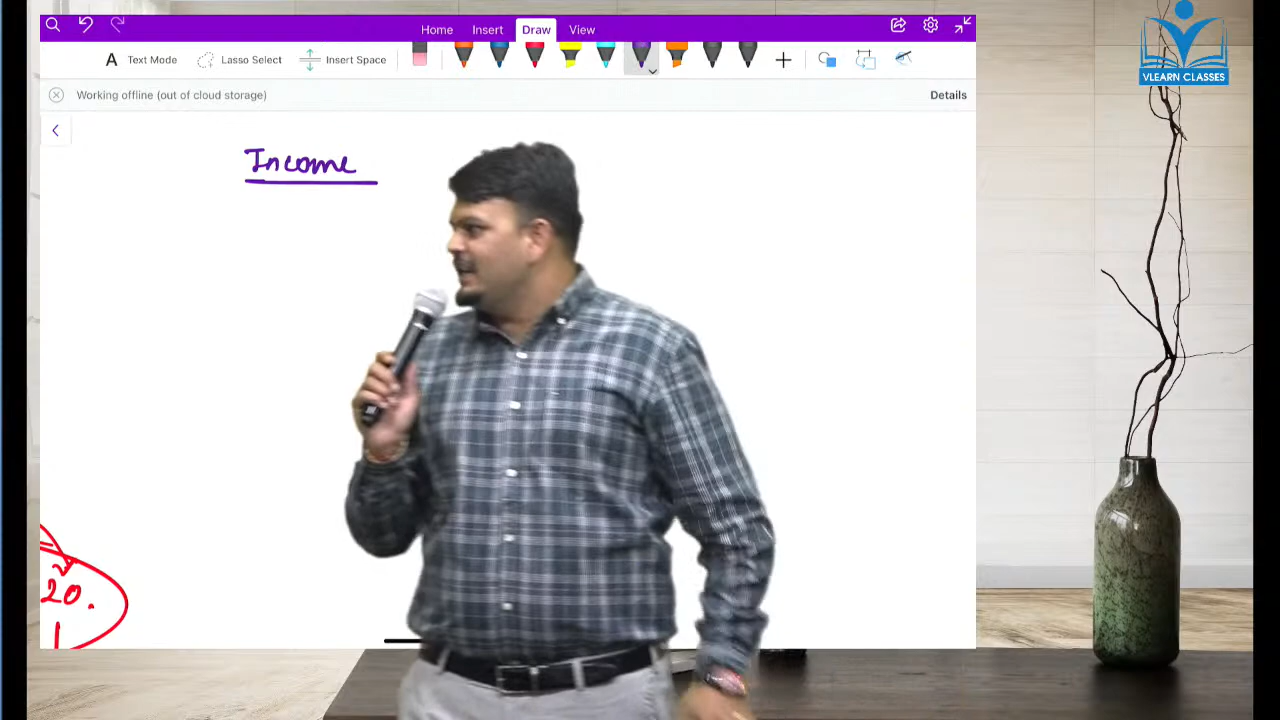 Home Insert Draw View
VLEARN CLASSES
A Text Mode Lasso Select Insert Space
Working offline (out of cloud storage) Details
Income
20.
1